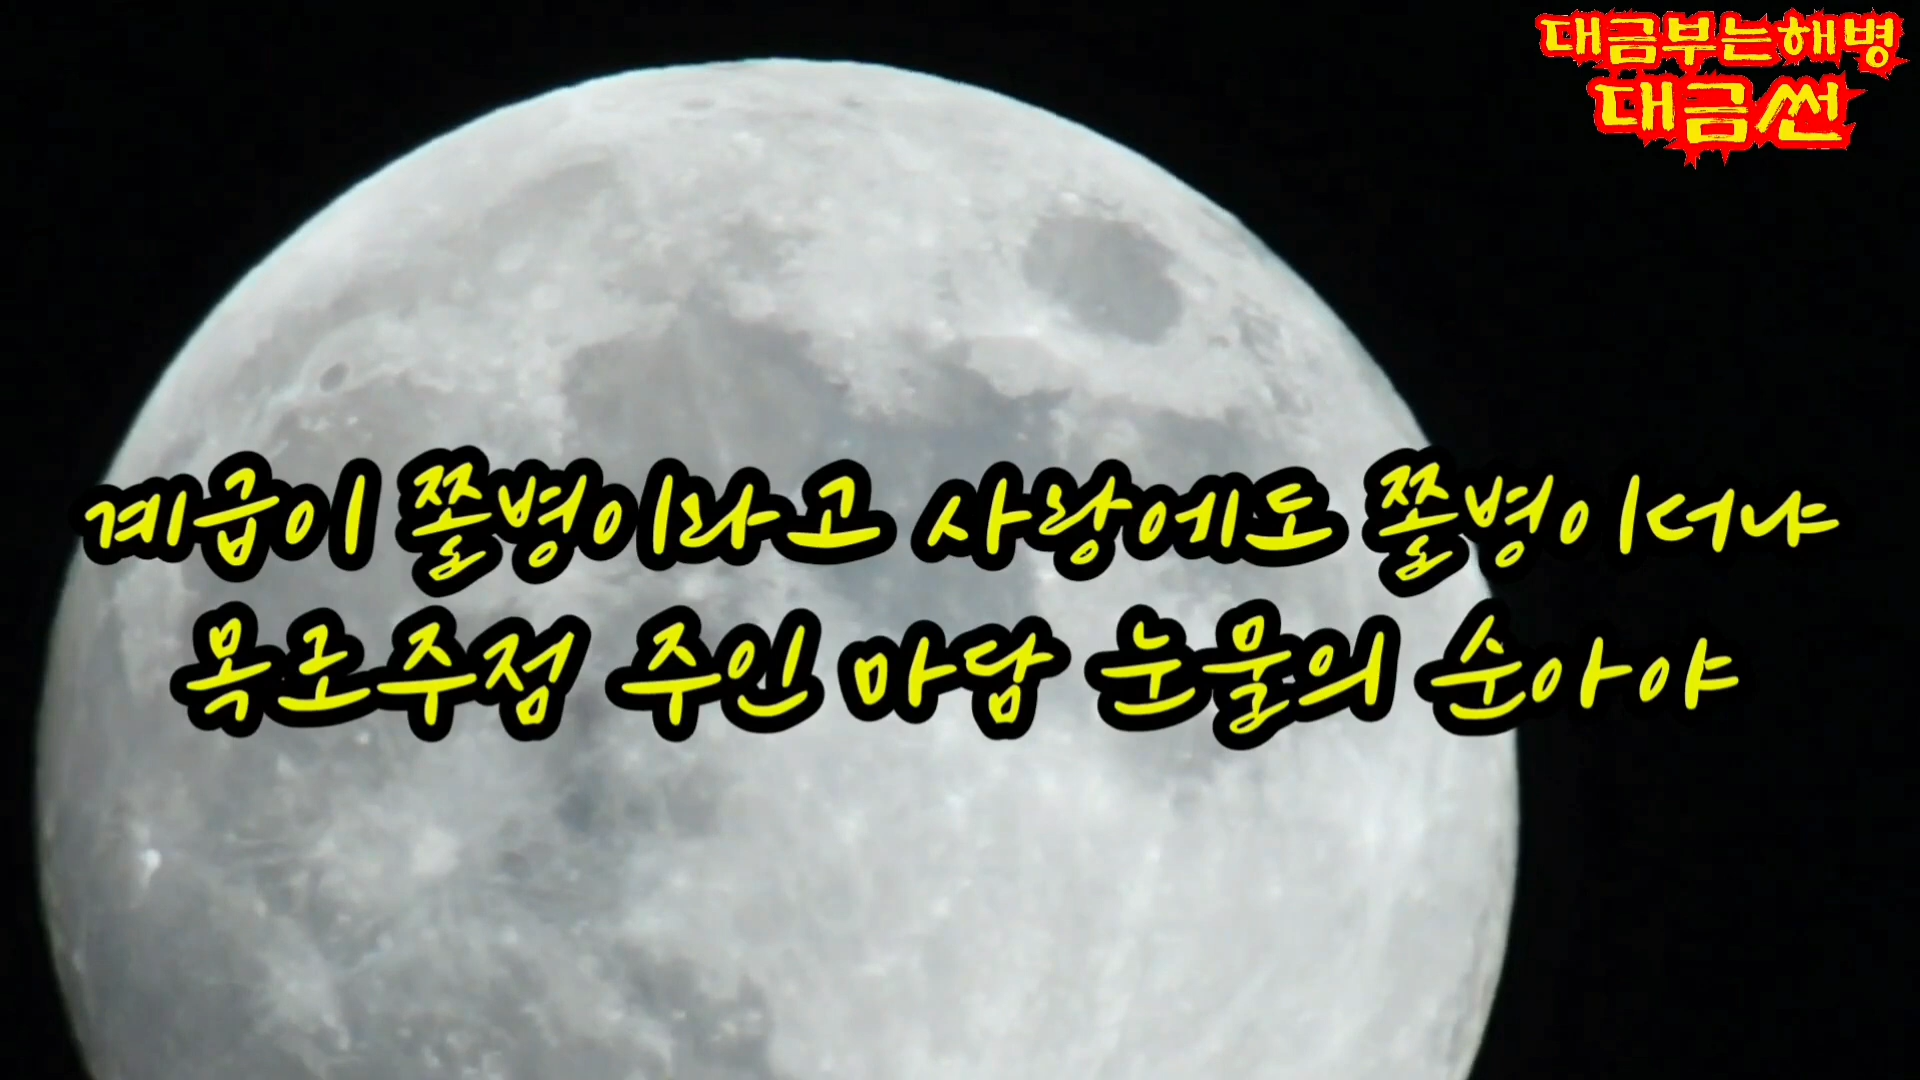 대금부는해병
대금썬
계급이 쫄병이라고 사랑에도 쫄병이더냐
목로주점 주인 마담 눈물의 순아야